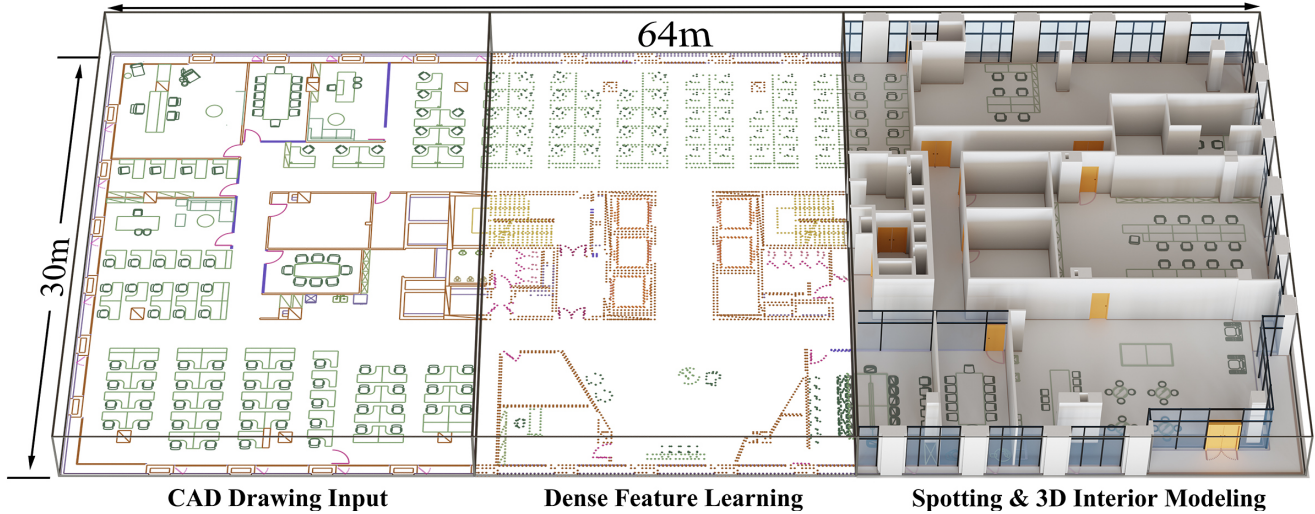 64m
30m
CAD Drawing Input
Dense Feature Learning
Spotting & 3D Interior Modeling